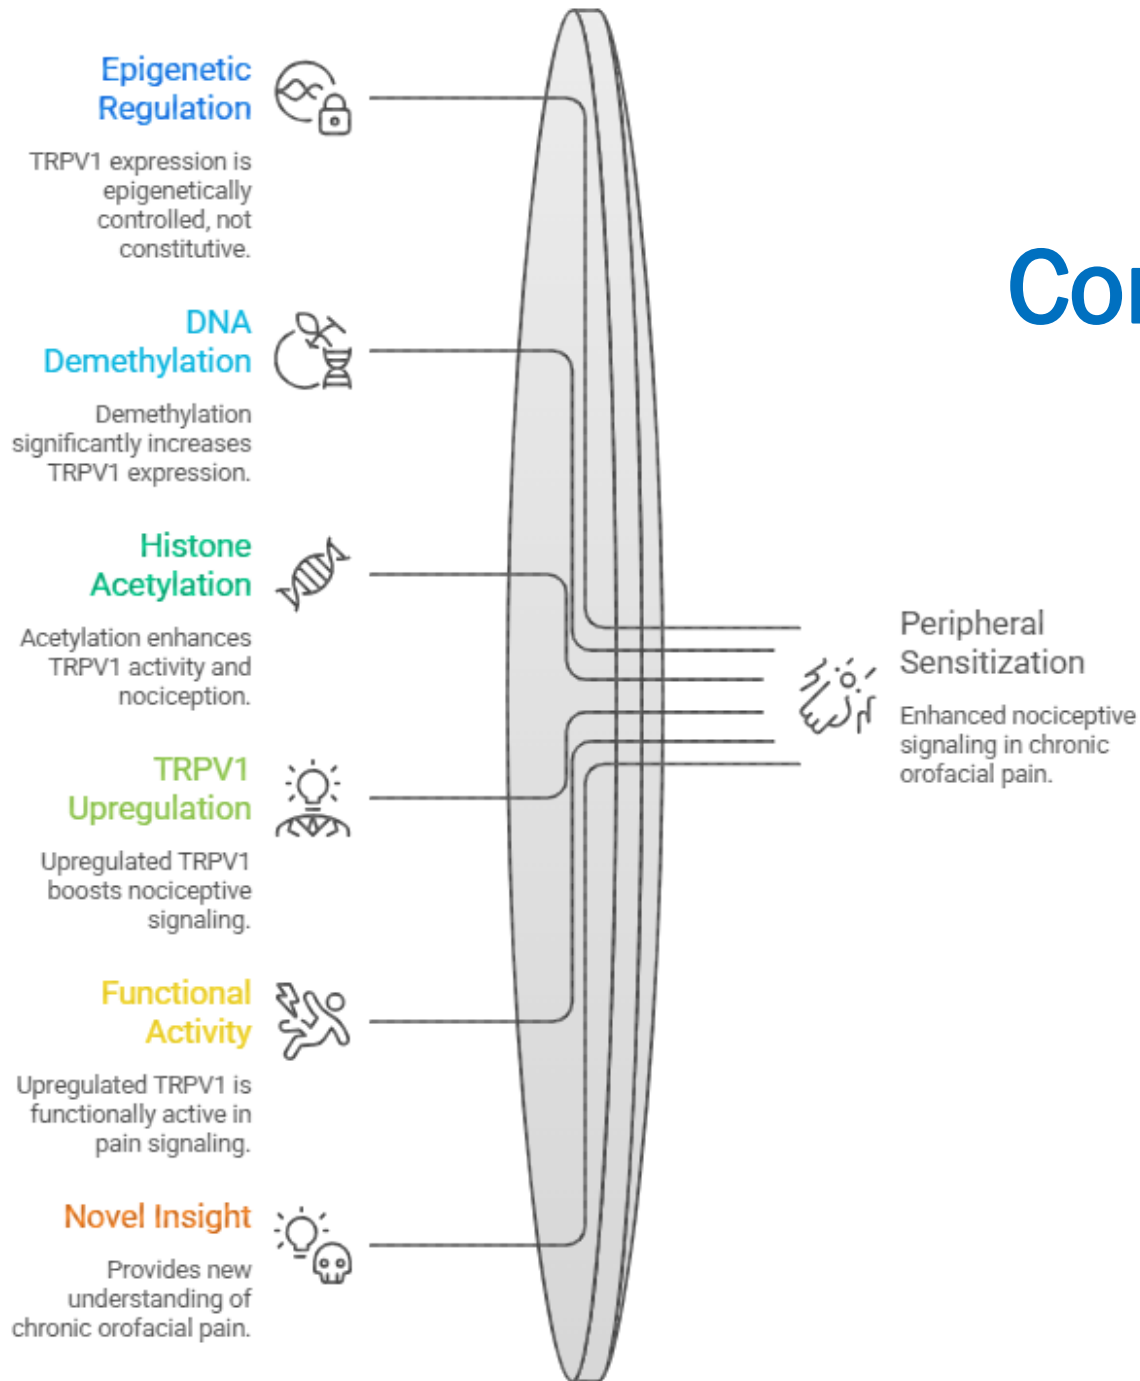 Epigenetic
Regulation
TRPV1 expression is
epigenetically
controlled, not
constitutive.
DNA
Demethylation
Demethylation
significantly increases
TRPV1 expression.
Histone
Acetylation
Acetylation enhances
TRPV1 activity and
nociception.
TRPV1
Upregulation
Upregulated TRPV1
boosts nociceptive
signaling.
Functional
Activity
Upregulated TRPV1 is
functionally active in
pain signaling.
Novel Insight
Provides new
understanding of
chronic orofacial pain.
Peripheral
Sensitization
Enhanced nociceptive
signaling in chronic
orofacial pain.